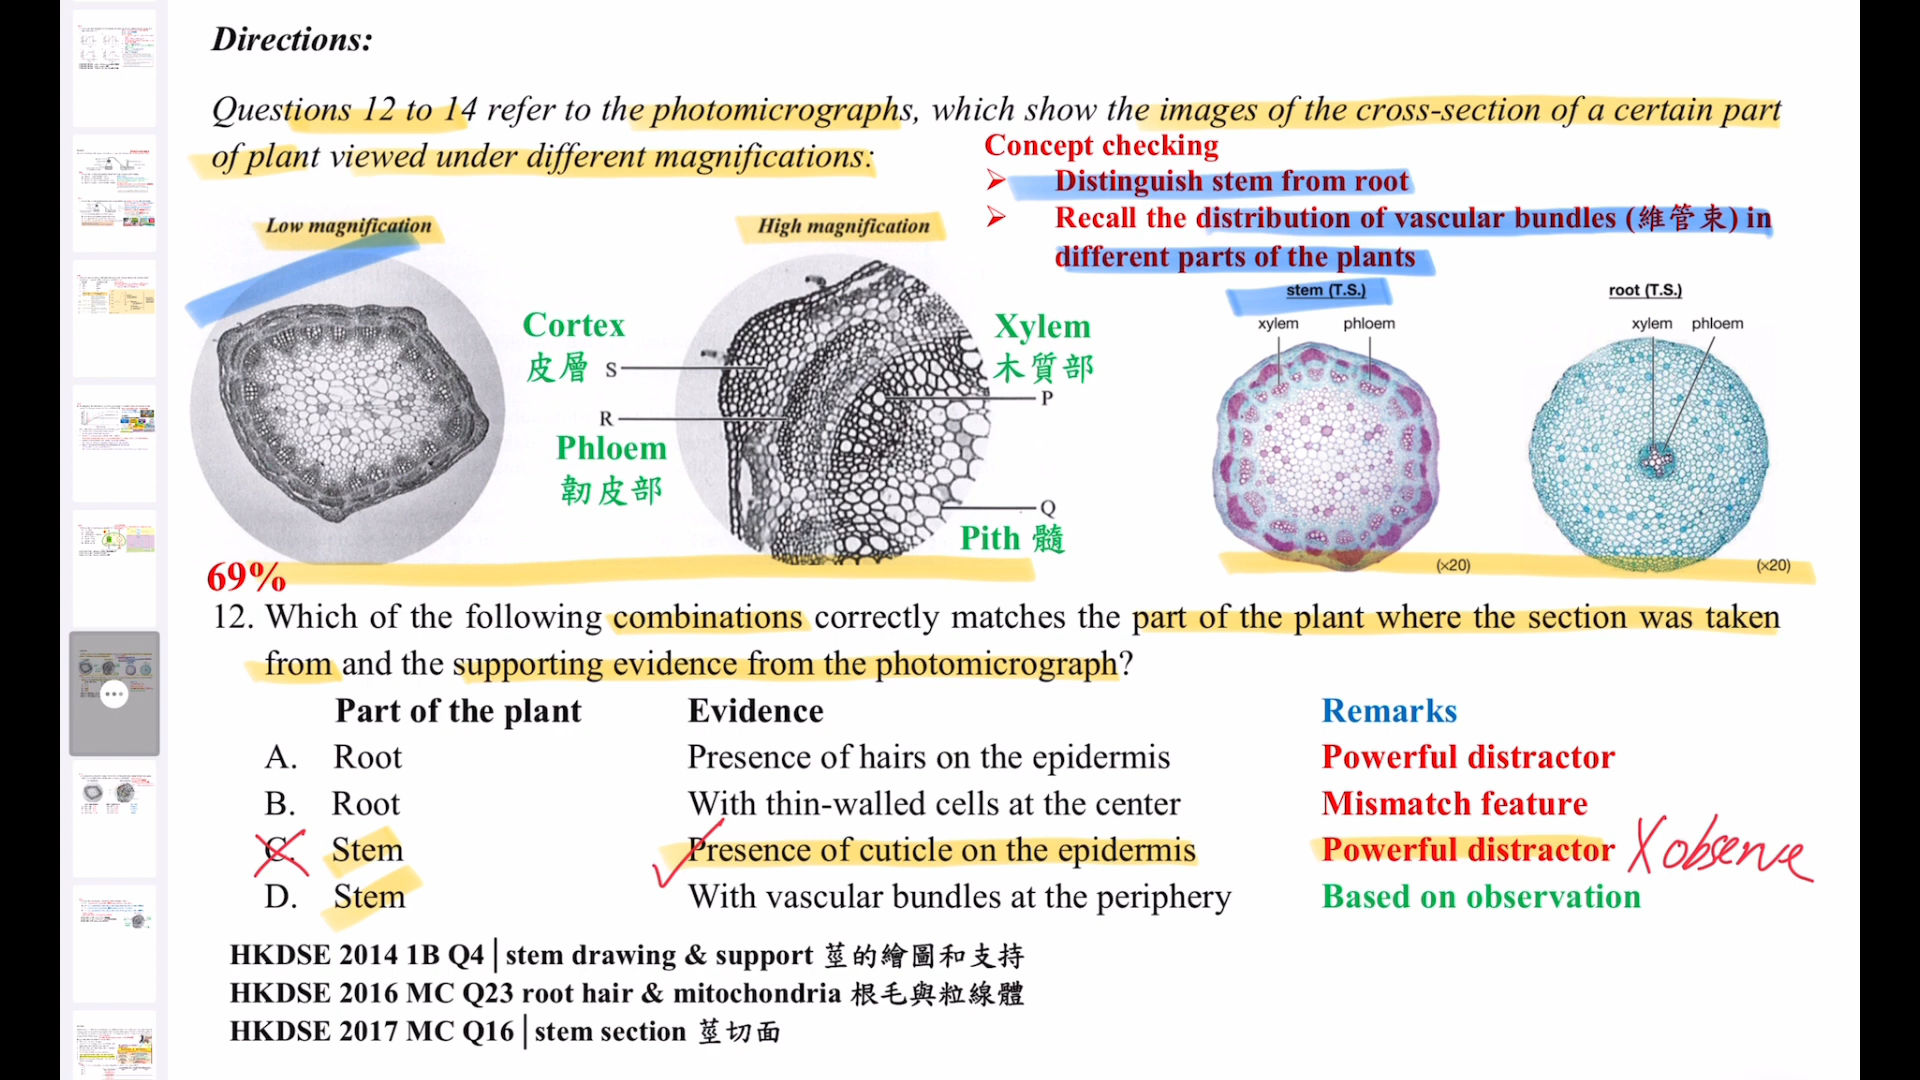 Directions:
Questions 12 to 14 refer to the photomicrographs, which show the images of the cross-section of a certain part
of plant viewed under different magnifications:
Concept checking
➢ Distinguish stem from root
➢ Recall the distribution of vascular bundles (維管束) in
different parts of the plants
Low magnification
High magnification
Cortex
皮層 S
R
Phloem
韌皮部
Xylem
木質部
P
Q
Pith 髓
stem (T.S.)
xylem phloem
(×20)
root (T.S.)
xylem phloem
(×20)
69%
12. Which of the following combinations correctly matches the part of the plant where the section was taken
from and the supporting evidence from the photomicrograph?
Part of the plant Evidence Remarks
A. Root Presence of hairs on the epidermis Powerful distractor
B. Root With thin-walled cells at the center Mismatch feature
C. Stem Presence of cuticle on the epidermis Powerful distractor X observe
D. Stem With vascular bundles at the periphery Based on observation
HKDSE 2014 1B Q4│stem drawing & support 莖的繪圖和支持
HKDSE 2016 MC Q23 root hair & mitochondria 根毛與粒線體
HKDSE 2017 MC Q16│stem section 莖切面